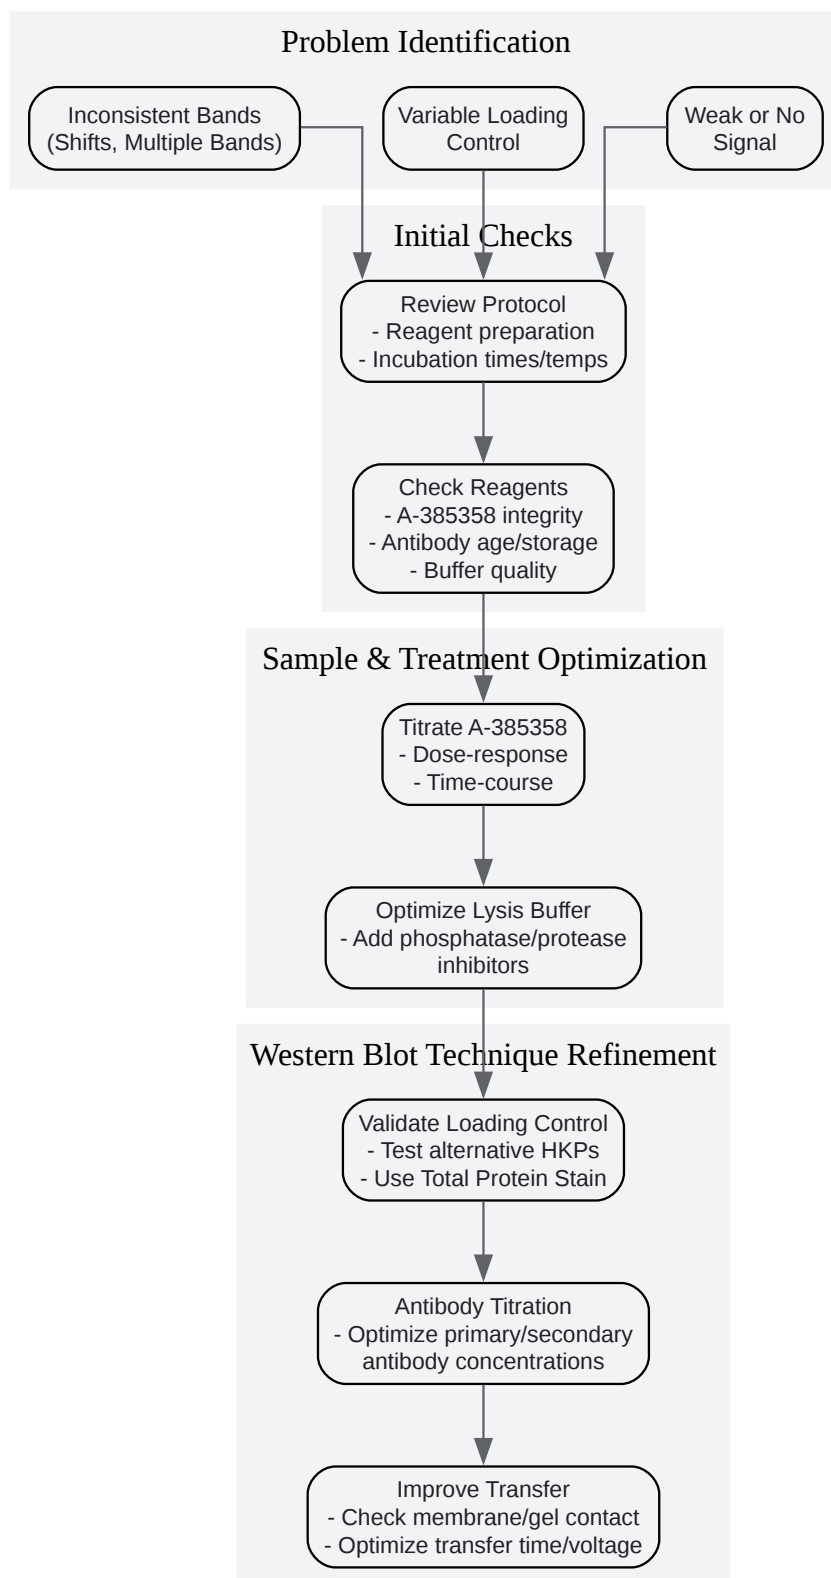 Problem Identification
Inconsistent Bands
(Shifts, Multiple Bands)
Variable Loading
Control
Weak or No
Signal
Initial Checks
Review Protocol
- Reagent preparation
- Incubation times/temps
Check Reagents
- A-385358 integrity
- Antibody age/storage
- Buffer quality
Sample & Treatment Optimization
Titrate A-385358
- Dose-response
- Time-course
Optimize Lysis Buffer
- Add phosphatase/protease
inhibitors
Western Blot Technique Refinement
Validate Loading Control
- Test alternative HKPs
- Use Total Protein Stain
Antibody Titration
- Optimize primary/secondary
antibody concentrations
Improve Transfer
- Check membrane/gel contact
- Optimize transfer time/voltage